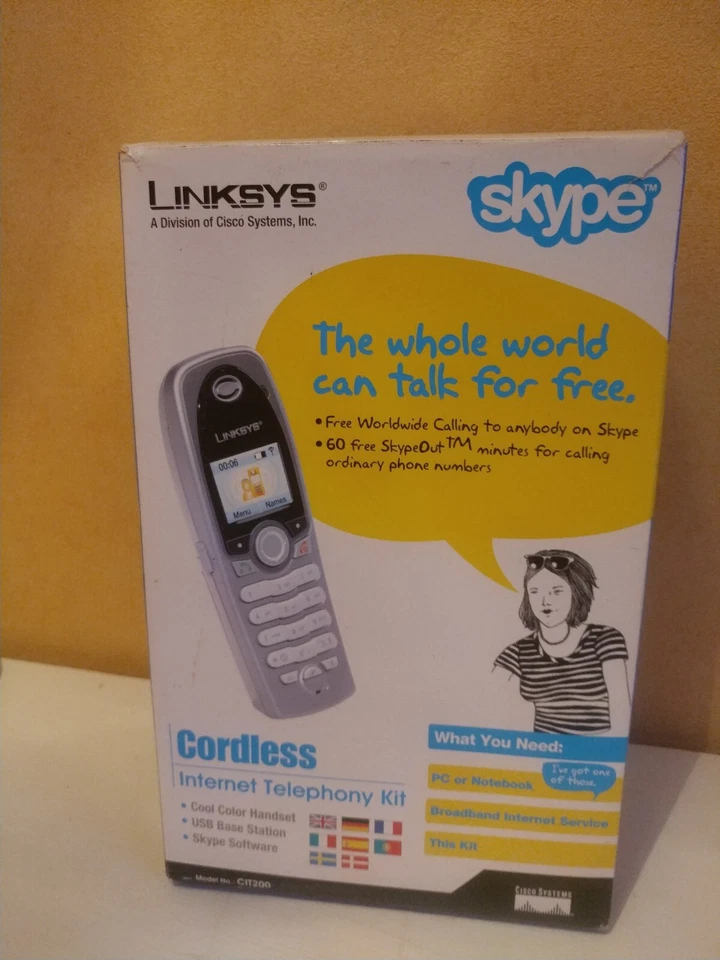 LINKSYS®
A Division of Cisco Systems, Inc.
skype™
The whole world
can talk for free.
• Free Worldwide Calling to anybody on Skype
• 60 free SkypeOut™ minutes for calling
ordinary phone numbers
LINKSYS®
00:06
Menu Names
Cordless
Internet Telephony Kit
• Cool Color Handset
• USB Base Station
• Skype Software
What You Need:
PC or Notebook
I've got one
of those.
Broadband Internet Service
This Kit
Model No.: CIT200
CISCO SYSTEMS